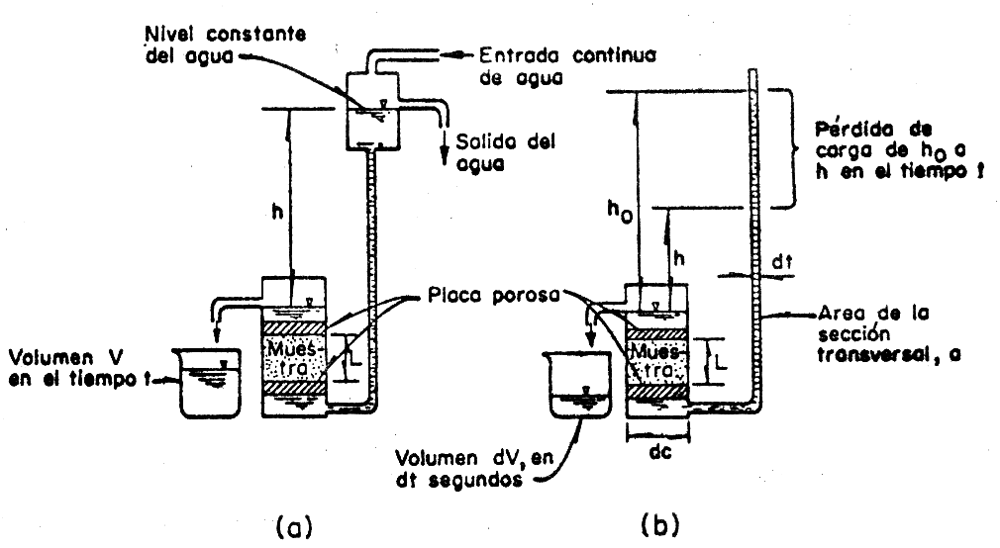 Nivel constante
del agua
Entrada continua
de agua
Salida del
agua
h
Placa porosa
Mues-
tra
L
Volumen V
en el tiempo t
(a)
Pérdida de
carga de h₀ a
h en el tiempo t
h₀
h
dt
Area de la
sección
transversal, a
Mues-
tra
L
dc
Volumen dV, en
dt segundos
(b)